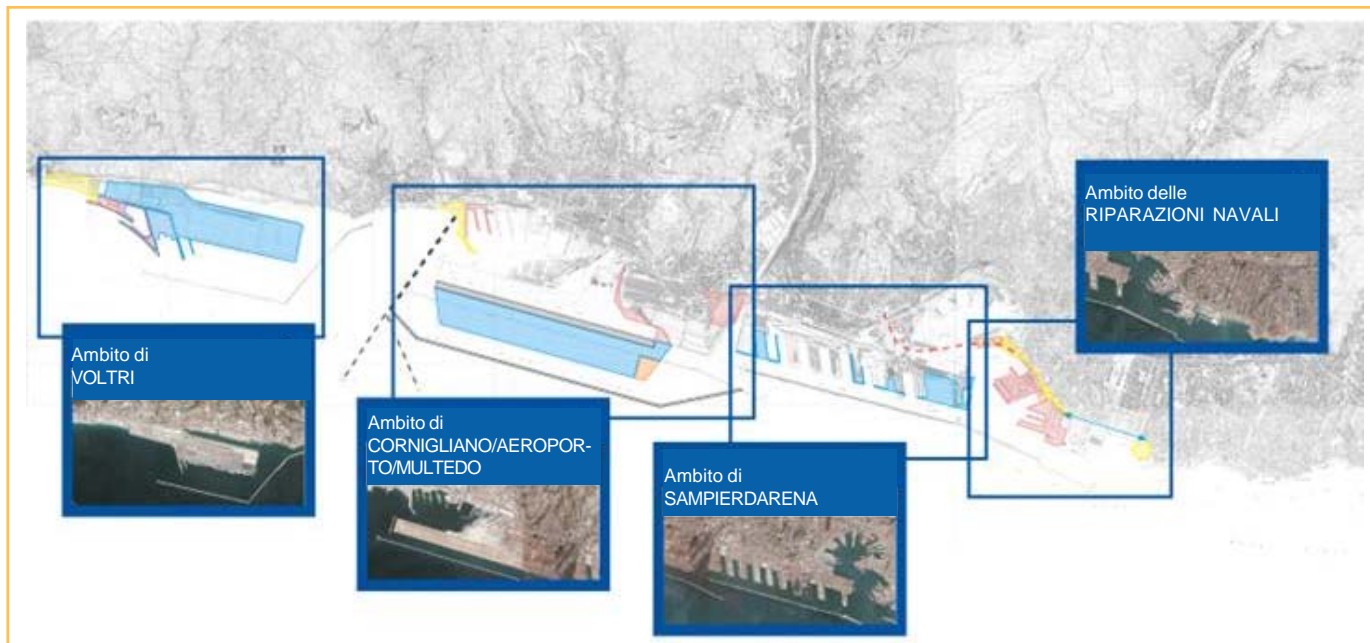 Ambito di
VOLTRI
Ambito di
CORNIGLIANO/AEROPOR-
TO/MULTEDO
Ambito di
SAMPIERDARENA
Ambito delle
RIPARAZIONI NAVALI